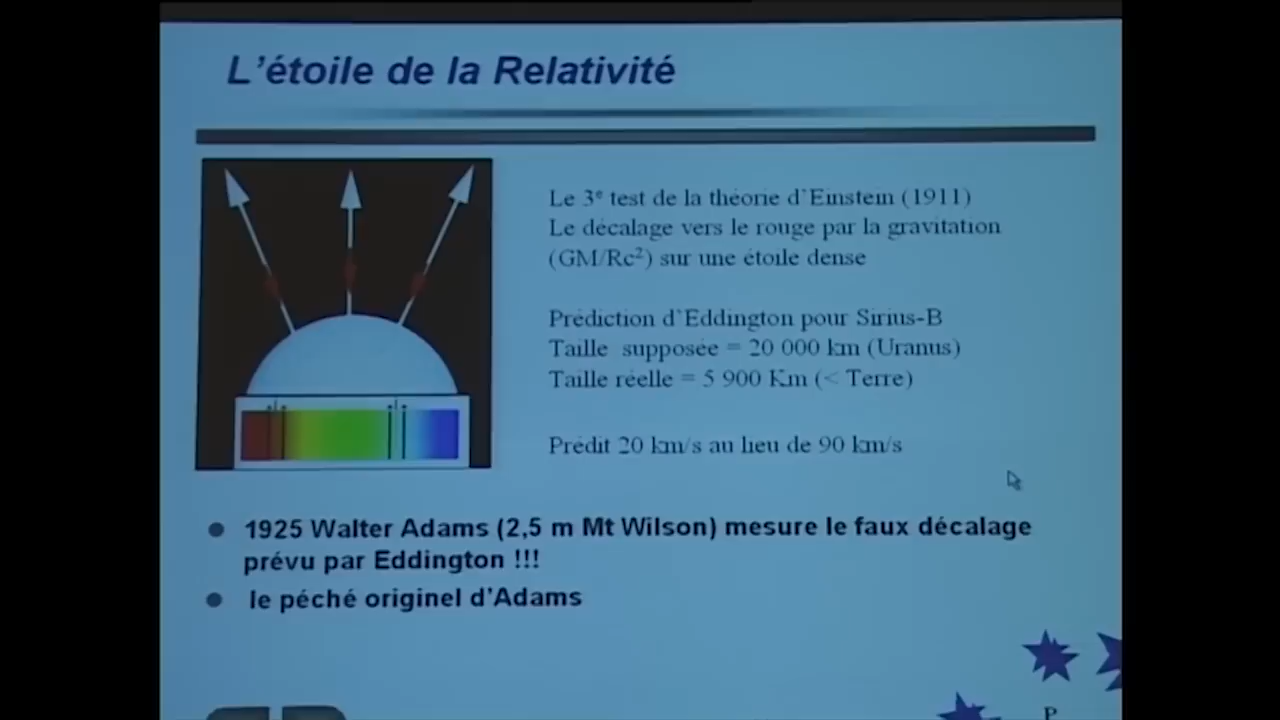 L'étoile de la Relativité
Le 3e test de la théorie d'Einstein (1911)
Le décalage vers le rouge par la gravitation
(GM/Rc²) sur une étoile dense
Prédiction d'Eddington pour Sirius-B
Taille supposée = 20 000 km (Uranus)
Taille réelle = 5 900 Km (< Terre)
Prédit 20 km/s au lieu de 90 km/s
1925 Walter Adams (2,5 m Mt Wilson) mesure le faux décalage
prévu par Eddington !!!
le péché originel d'Adams
P